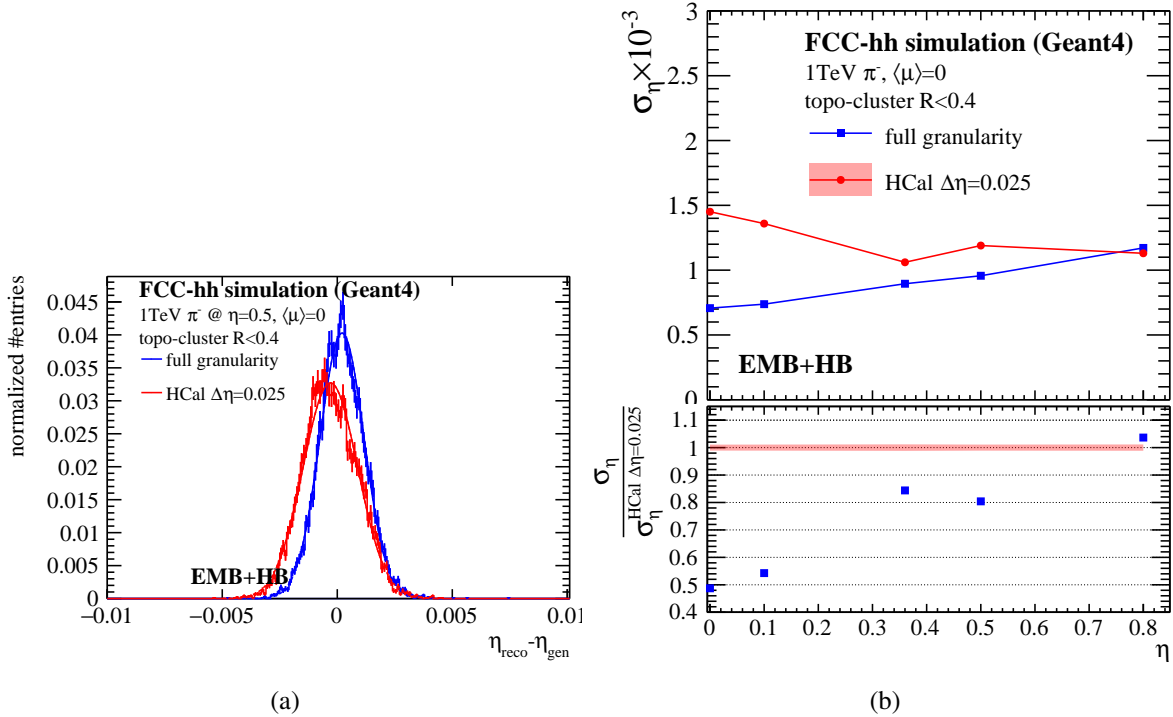 FCC-hh simulation (Geant4)
1TeV π⁻ @ η=0.5, ⟨μ⟩=0
topo-cluster R<0.4
full granularity
HCal Δη=0.025
EMB+HB
normalized #entries
0.045
0.04
0.035
0.03
0.025
0.02
0.015
0.01
0.005
0
−0.01
−0.005
0
0.005
0.01
η_reco-η_gen
(a)
σ_η×10⁻³
3
2.5
2
1.5
1
0.5
0
FCC-hh simulation (Geant4)
1TeV π⁻, ⟨μ⟩=0
topo-cluster R<0.4
full granularity
HCal Δη=0.025
EMB+HB
σ_η
σ_η^HCal Δη=0.025
1.1
1
0.9
0.8
0.7
0.6
0.5
0.4
0 0.1 0.2 0.3 0.4 0.5 0.6 0.7 0.8
η
(b)